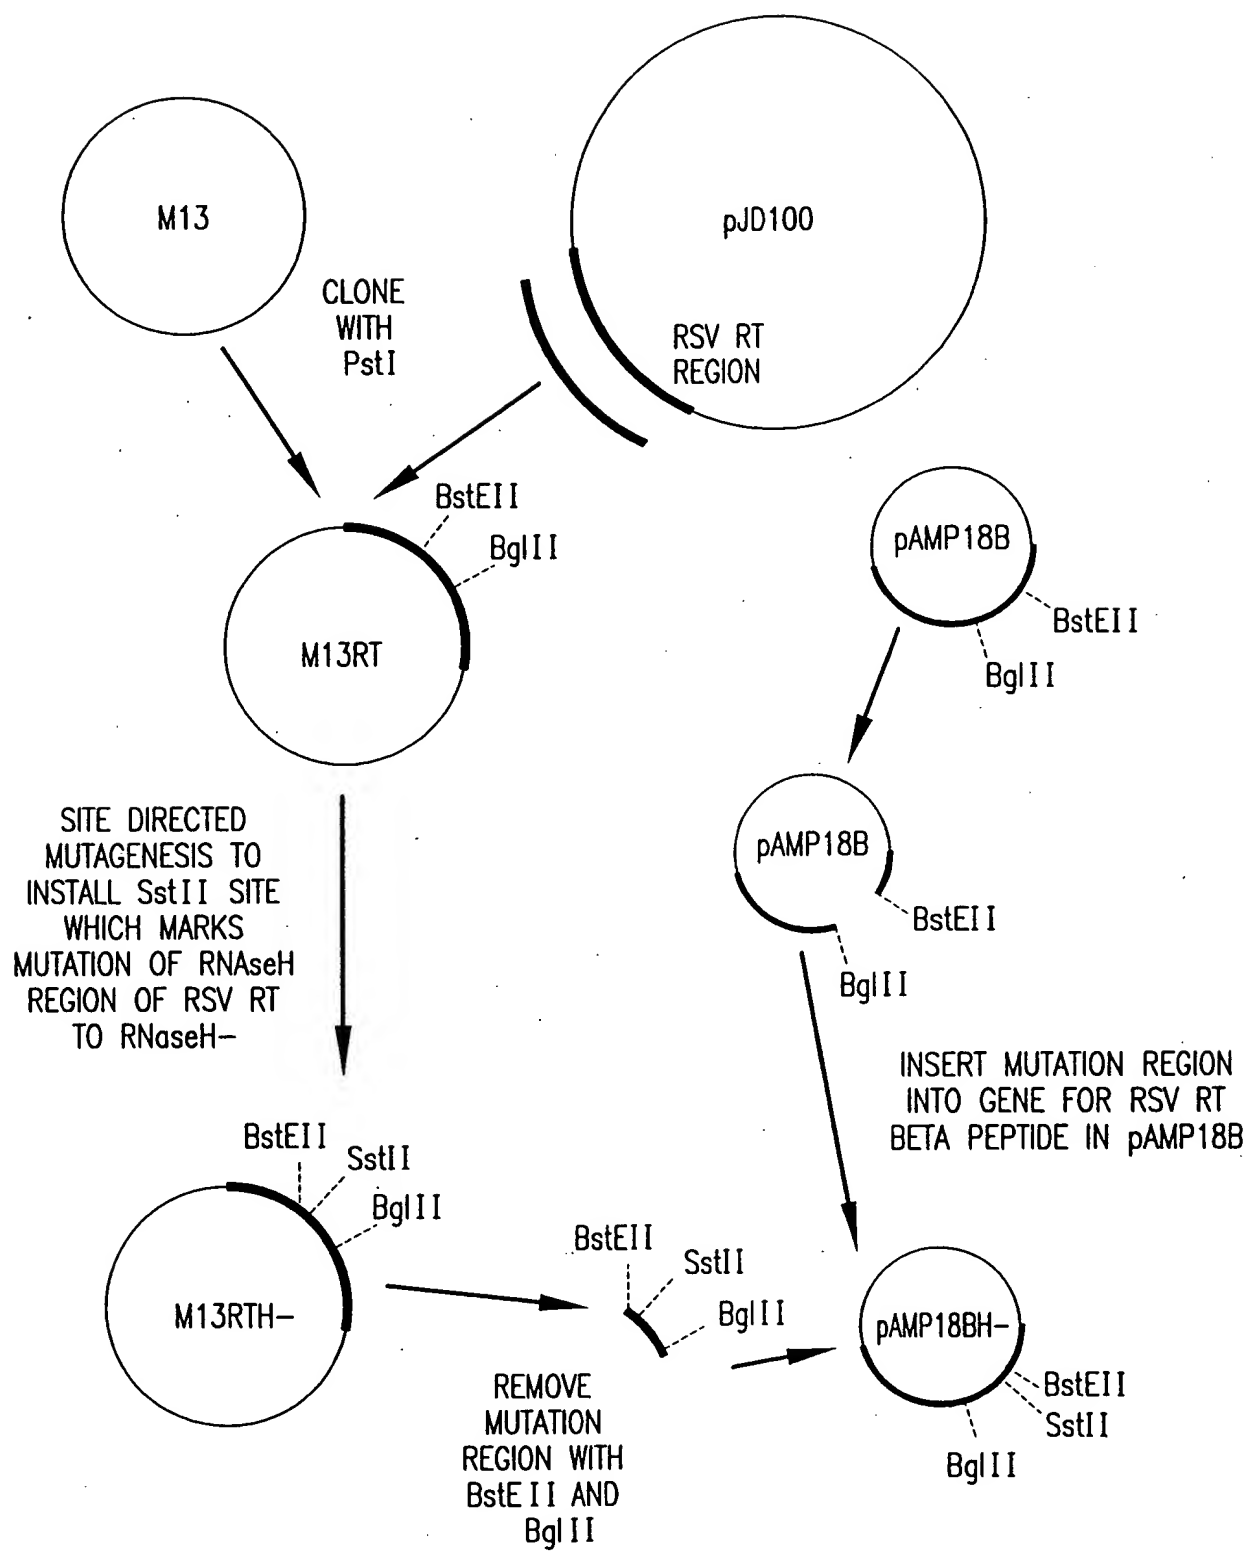 M13
pJD100
CLONE
WITH
PstI
RSV RT
REGION
BstEII
BglII
M13RT
pAMP18B
BstEII
BglII
SITE DIRECTED
MUTAGENESIS TO
INSTALL SstII SITE
WHICH MARKS
MUTATION OF RNAseH
REGION OF RSV RT
TO RNaseH-
pAMP18B
BstEII
BglII
INSERT MUTATION REGION
INTO GENE FOR RSV RT
BETA PEPTIDE IN pAMP18B
BstEII
SstII
BglII
M13RTH-
BstEII
SstII
BglII
REMOVE
MUTATION
REGION WITH
BstEII AND
BglII
pAMP18BH-
BstEII
SstII
BglII